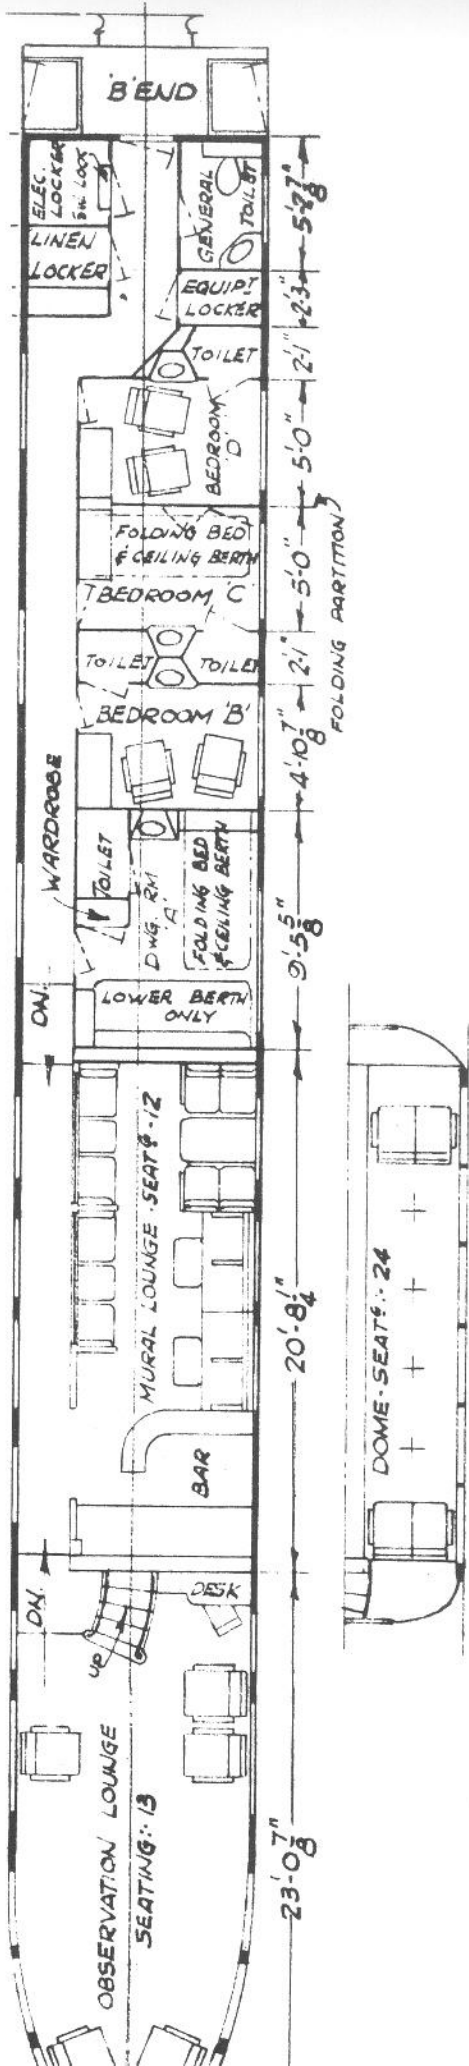 'B' END
ELEC.
LOCKER
SW. LOCK
GENERAL
TOILET
5'-2 7/8"
LINEN
LOCKER
EQUIPT
LOCKER
2'-3"
TOILET
2'-1"
BEDROOM
'D'
5'-0"
FOLDING BED
& CEILING BERTH
BEDROOM 'C'
5'-0"
FOLDING PARTITION
TOILET
TOILET
2'-1"
BEDROOM 'B'
4'-10 7/8"
WARDROBE
TOILET
DWG. RM
'A'
FOLDING BED
& CEILING BERTH
9'-5 5/8"
LOWER BERTH
ONLY
DN.
MURAL LOUNGE-SEAT'G-12
20'-8 1/4"
BAR
DOME-SEAT'G:-24
DN.
UP
DESK
OBSERVATION LOUNGE
SEATING:-13
23'-0 7/8"